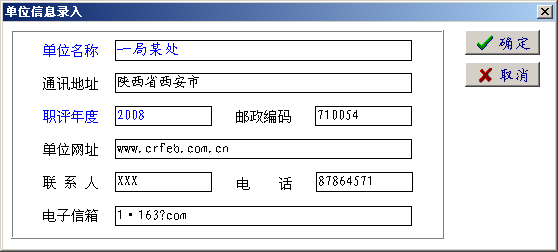 单位信息录入
单位名称 一局某处
确定
通讯地址 陕西省西安市
取消
职评年度 2008 邮政编码 710054
单位网址 www.crfeb.com.cn
联 系 人 XXX 电 话 87864571
电子信箱 1·163?com